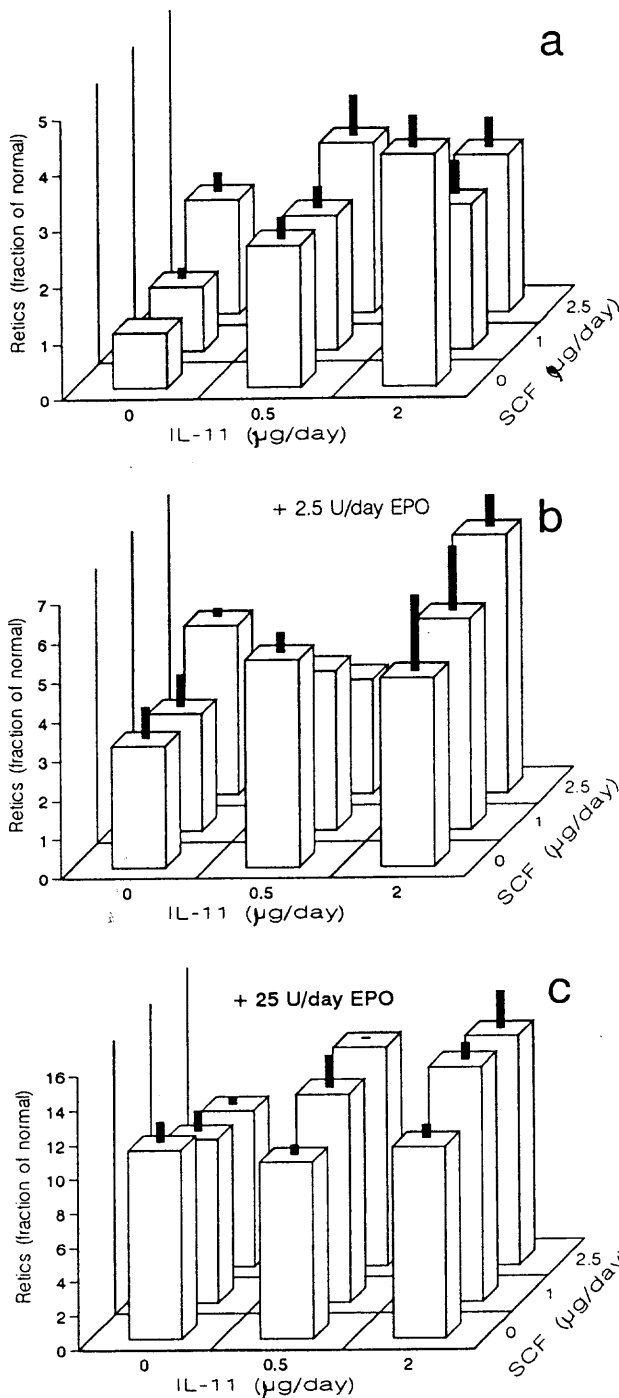 a
Retics (fraction of normal)
5
4
3
2
1
0
0
0.5
2
IL-11 (µg/day)
0
1
2.5
SCF (µg/day)
b
+ 2.5 U/day EPO
Retics (fraction of normal)
7
6
5
4
3
2
1
0
0
0.5
2
IL-11 (µg/day)
0
1
2.5
SCF (µg/day)
c
+ 25 U/day EPO
Retics (fraction of normal)
16
14
12
10
8
6
4
2
0
0
0.5
2
IL-11 (µg/day)
0
1
2.5
SCF (µg/day)